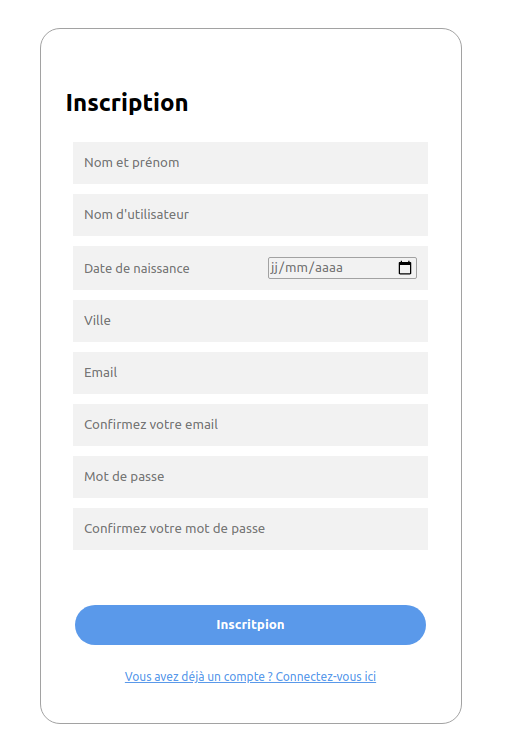 Inscription
Nom et prénom
Nom d'utilisateur
Date de naissance jj/mm/aaaa
Ville
Email
Confirmez votre email
Mot de passe
Confirmez votre mot de passe
Inscritpion
Vous avez déjà un compte ? Connectez-vous ici